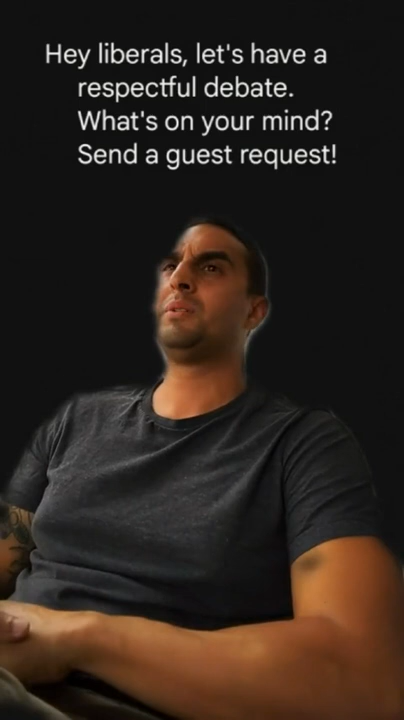 Hey liberals, let's have a
respectful debate.
What's on your mind?
Send a guest request!